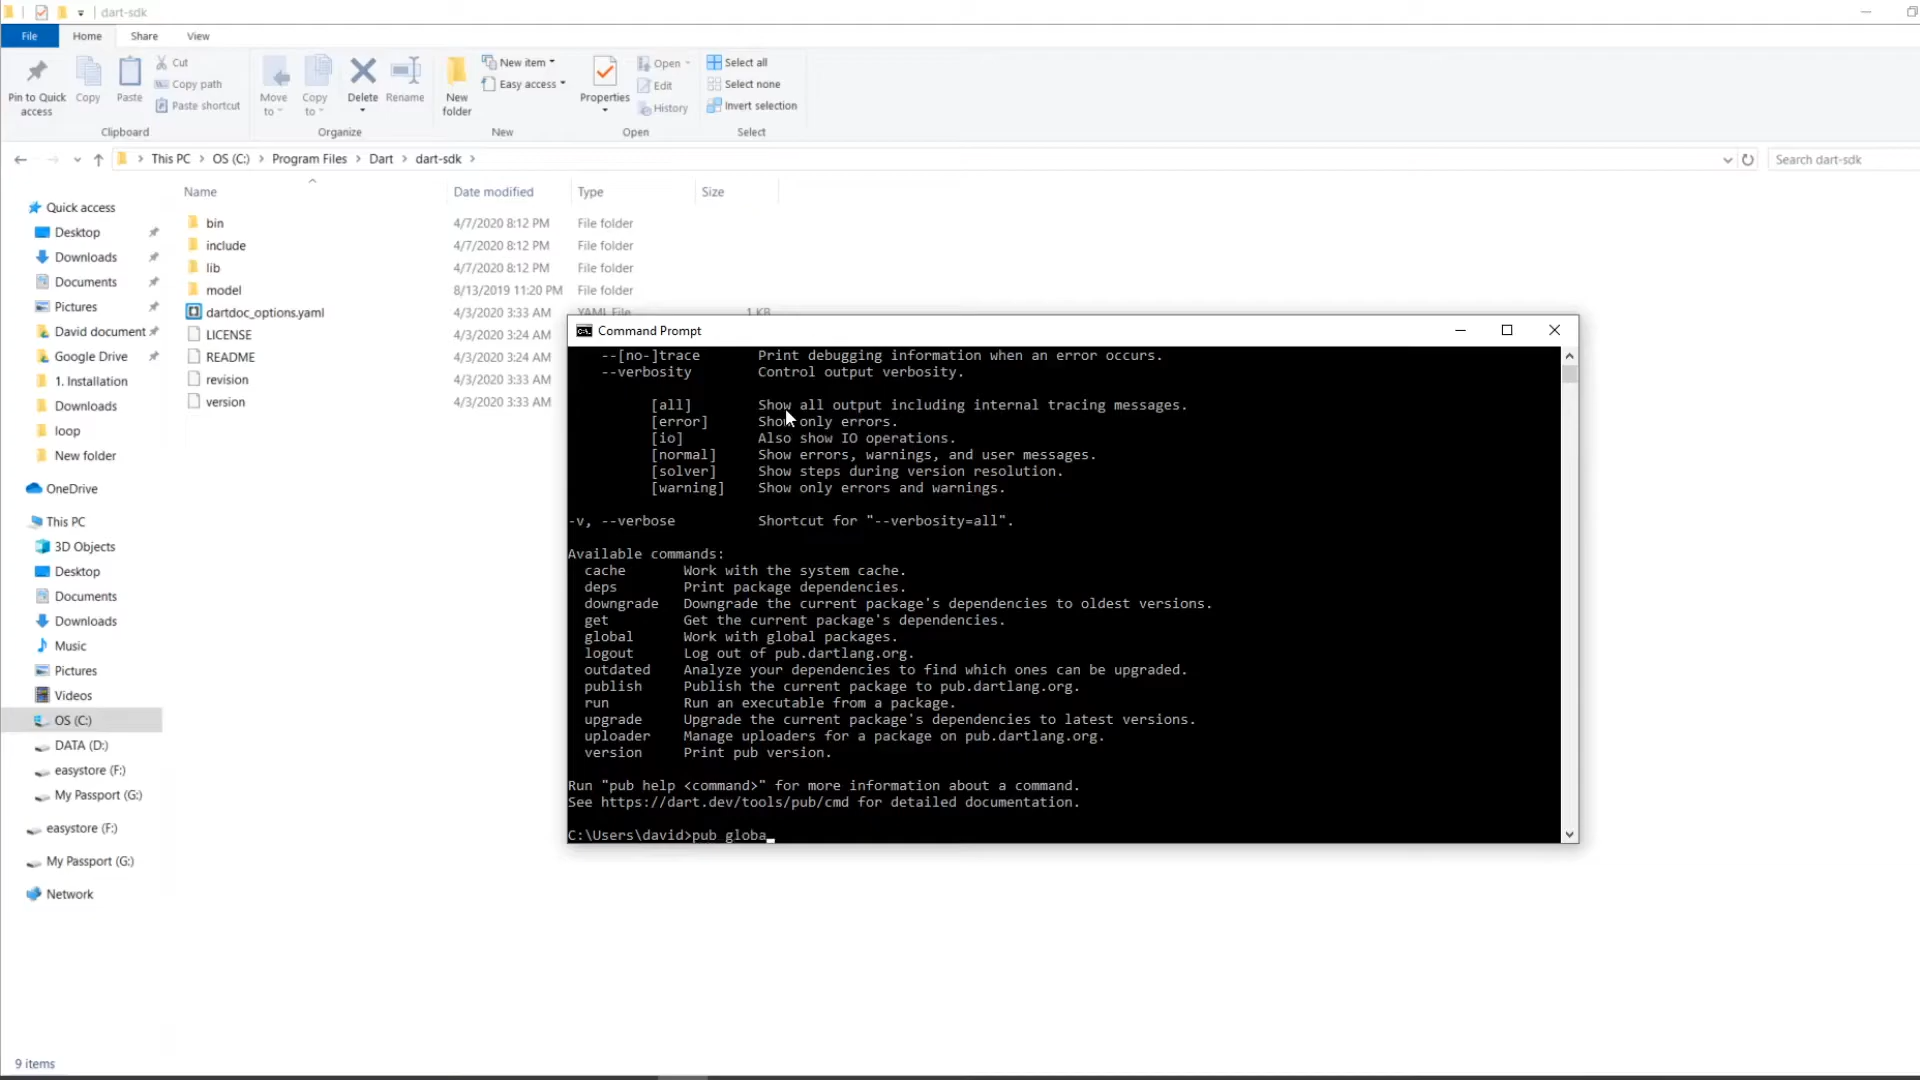 dart-sdk
File Home Share View
Pin to Quick access
Copy
Paste
Cut
Copy path
Paste shortcut
Clipboard
Move to
Copy to
Delete
Rename
Organize
New folder
New item
Easy access
New
Properties
Open
Edit
History
Open
Select all
Select none
Invert selection
Select
This PC > OS (C:) > Program Files > Dart > dart-sdk >
Search dart-sdk
Name Date modified Type Size
Quick access
Desktop
Downloads
Documents
Pictures
David document
Google Drive
1. Installation
Downloads
loop
New folder
OneDrive
This PC
3D Objects
Desktop
Documents
Downloads
Music
Pictures
Videos
OS (C:)
DATA (D:)
easystore (F:)
My Passport (G:)
easystore (F:)
My Passport (G:)
Network
bin 4/7/2020 8:12 PM File folder
include 4/7/2020 8:12 PM File folder
lib 4/7/2020 8:12 PM File folder
model 8/13/2019 11:20 PM File folder
dartdoc_options.yaml 4/3/2020 3:33 AM YAML File 1 KB
LICENSE 4/3/2020 3:24 AM
README 4/3/2020 3:24 AM
revision 4/3/2020 3:33 AM
version 4/3/2020 3:33 AM
Command Prompt
--[no-]trace Print debugging information when an error occurs.
--verbosity Control output verbosity.
[all] Show all output including internal tracing messages.
[error] Show only errors.
[io] Also show IO operations.
[normal] Show errors, warnings, and user messages.
[solver] Show steps during version resolution.
[warning] Show only errors and warnings.
-v, --verbose Shortcut for "--verbosity=all".
Available commands:
cache Work with the system cache.
deps Print package dependencies.
downgrade Downgrade the current package's dependencies to oldest versions.
get Get the current package's dependencies.
global Work with global packages.
logout Log out of pub.dartlang.org.
outdated Analyze your dependencies to find which ones can be upgraded.
publish Publish the current package to pub.dartlang.org.
run Run an executable from a package.
upgrade Upgrade the current package's dependencies to latest versions.
uploader Manage uploaders for a package on pub.dartlang.org.
version Print pub version.
Run "pub help <command>" for more information about a command.
See https://dart.dev/tools/pub/cmd for detailed documentation.
C:\Users\david>pub globa_
9 items